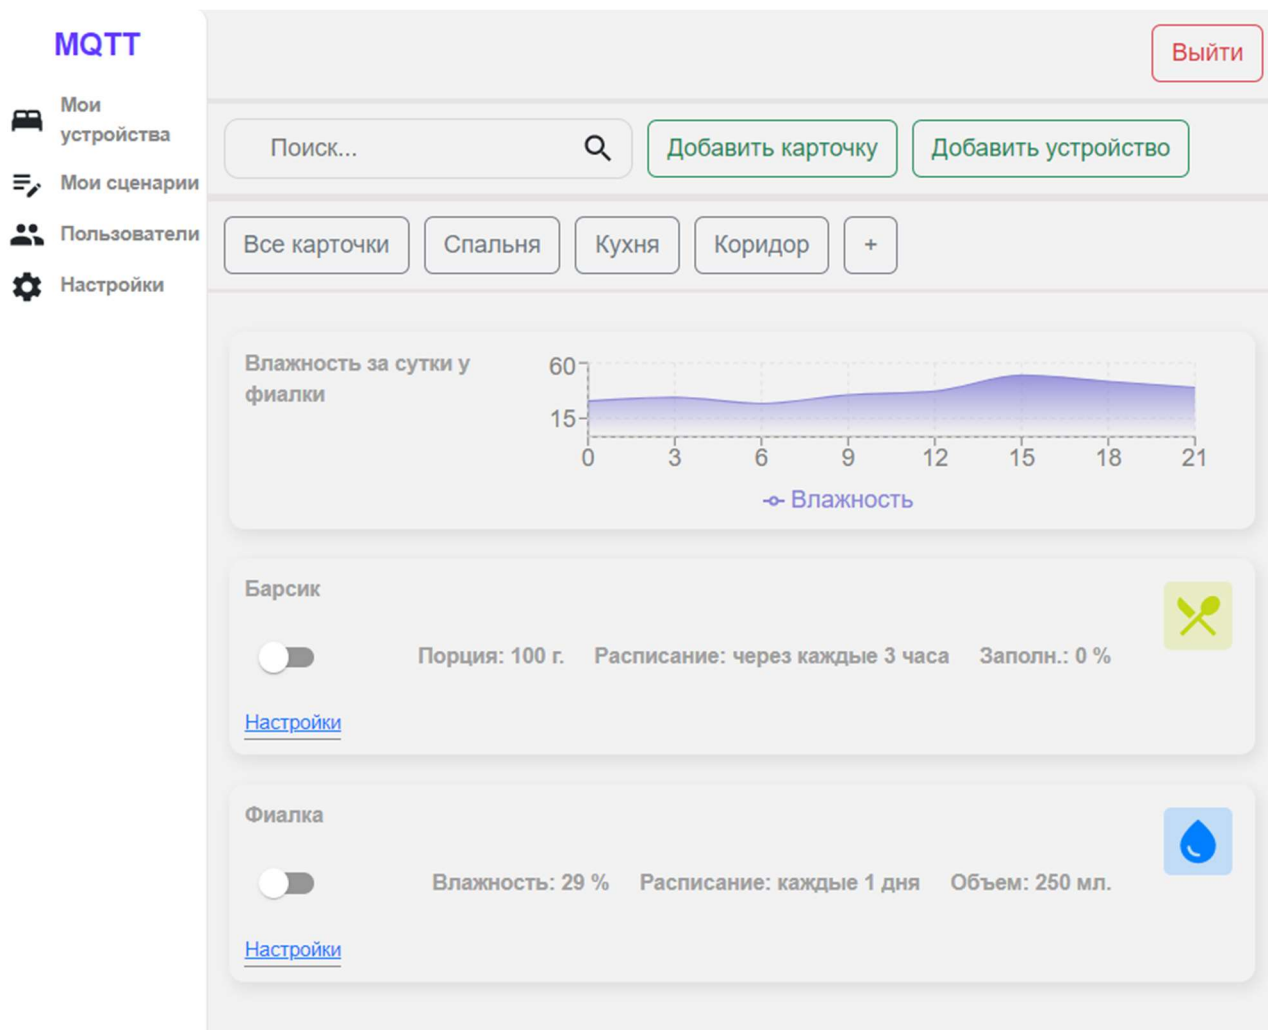 MQTT
Мои
устройства
Мои сценарии
Пользователи
Настройки
Выйти
Поиск...
Добавить карточку
Добавить устройство
Все карточки
Спальня
Кухня
Коридор
+
Влажность за сутки у
фиалки
60
15
0 3 6 9 12 15 18 21
Влажность
Барсик
Порция: 100 г. Расписание: через каждые 3 часа Заполн.: 0 %
Настройки
Фиалка
Влажность: 29 % Расписание: каждые 1 дня Объем: 250 мл.
Настройки